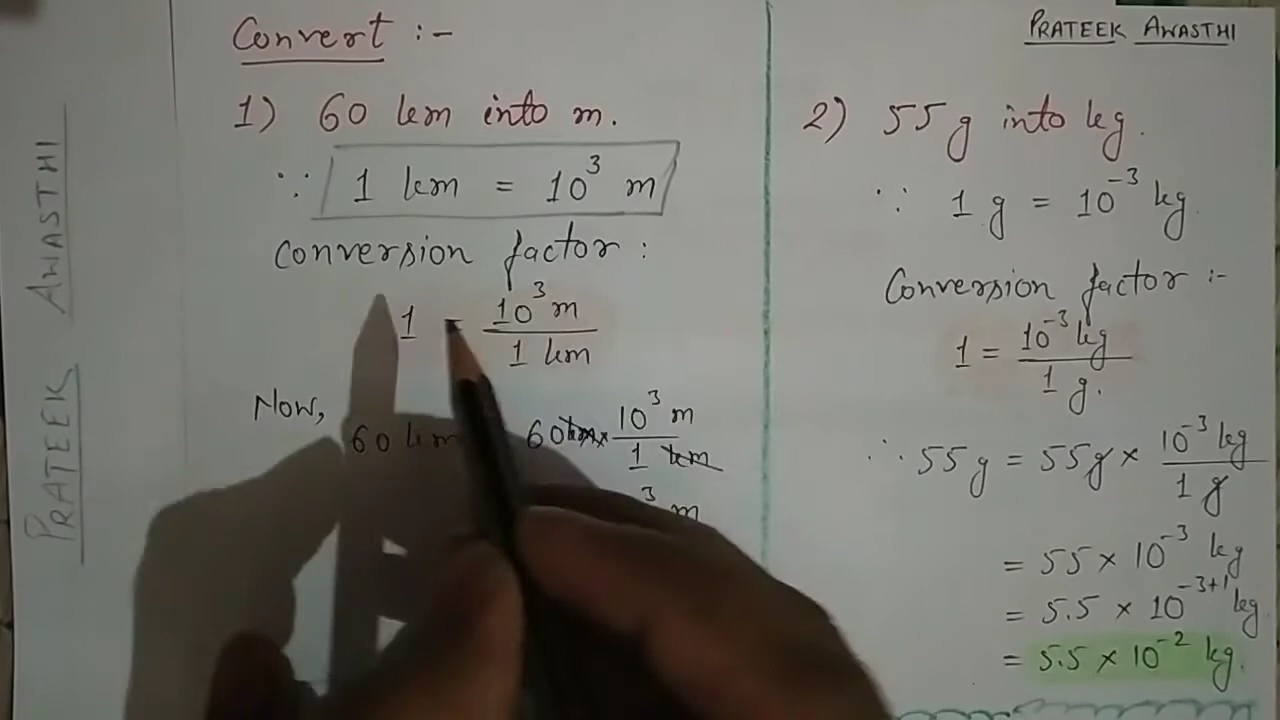 PRATEEK AWASTHI
Convert :-
1) 60 km into m.
∵ 1 km = 10³ m
Conversion factor :
1 = 10³ m / 1 km
Now,
60 km 60 km × 10³ m / 1 km
³ m
PRATEEK AWASTHI
2) 55 g into kg.
∵ 1 g = 10⁻³ kg
Conversion factor :-
1 = 10⁻³ kg / 1 g.
∴ 55 g = 55 g × 10⁻³ kg / 1 g
= 55 × 10⁻³ kg
= 5.5 × 10⁻³⁺¹ kg
= 5.5 × 10⁻² kg.